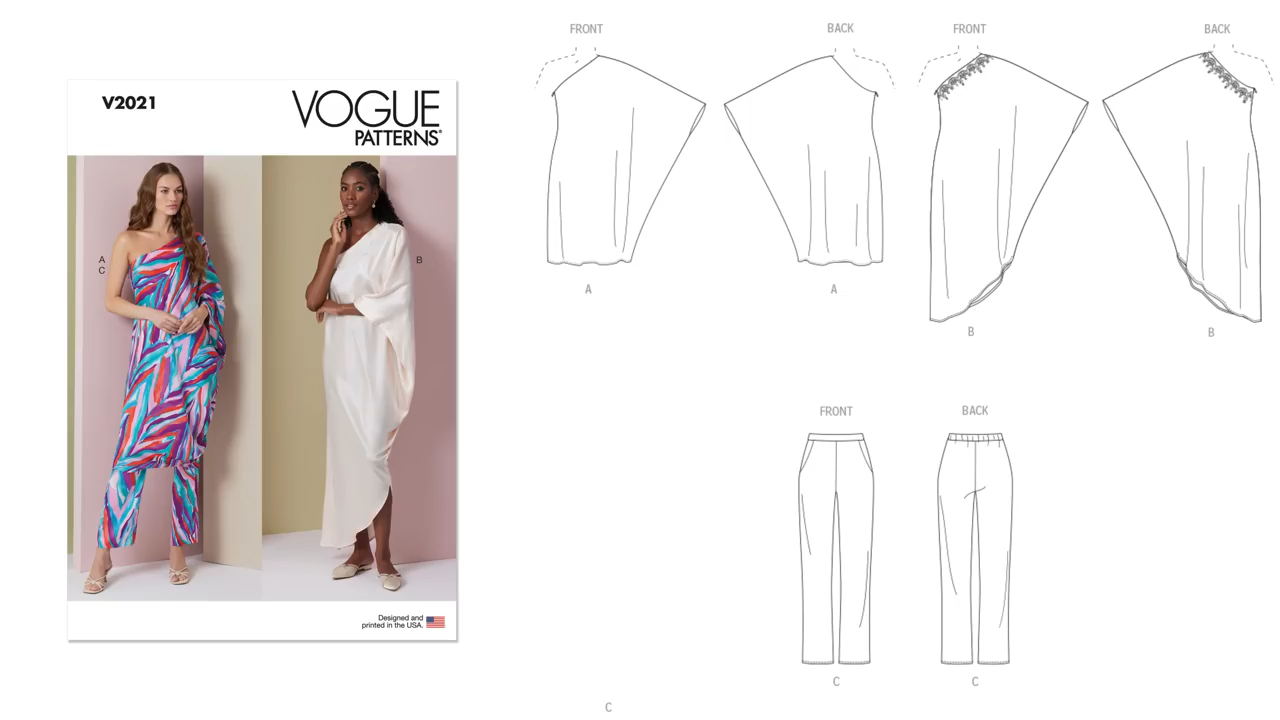 V2021
VOGUE
PATTERNS®
A
C
B
Designed and
printed in the USA.
FRONT
BACK
FRONT
BACK
A
A
B
B
FRONT
BACK
C
C
C